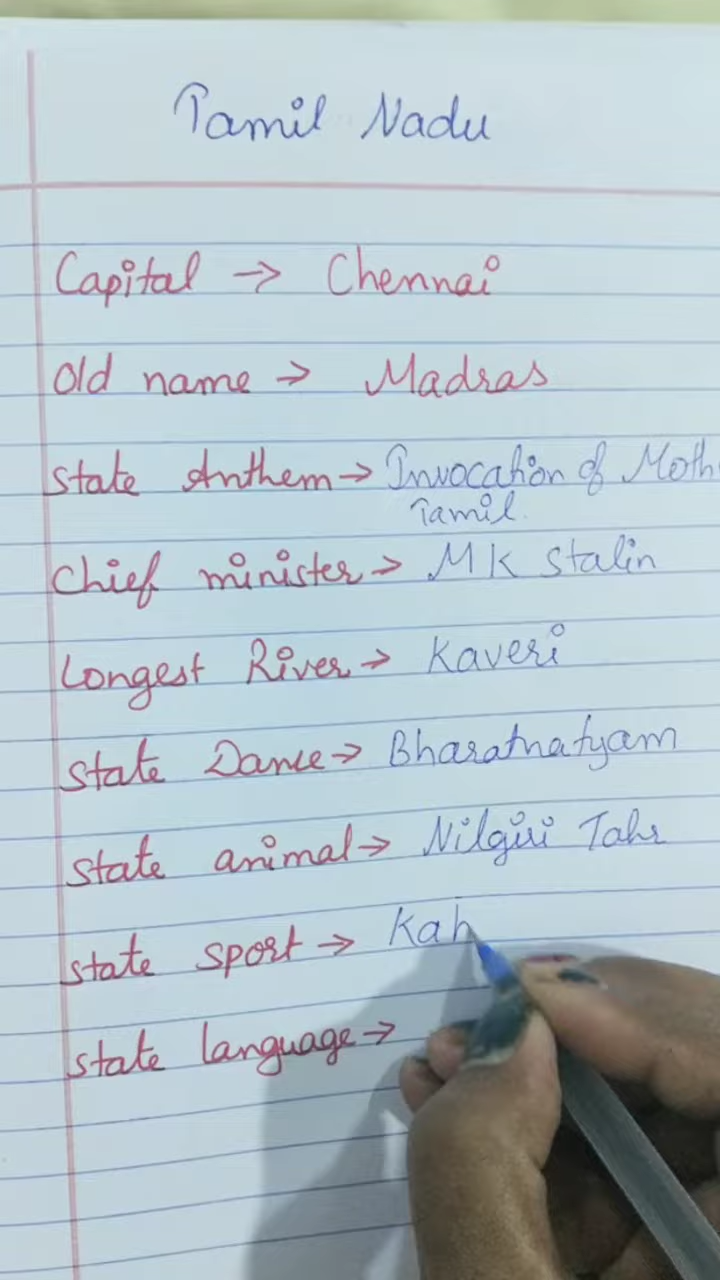 Tamil Nadu
Capital → Chennai
Old name → Madras
State Anthem → Invocation of Moth
Tamil.
Chief minister → MK Stalin
Longest River → Kaveri
State Dance → Bharatnatyam
State animal → Nilgiri Tahr
State sport → Kab
State language →